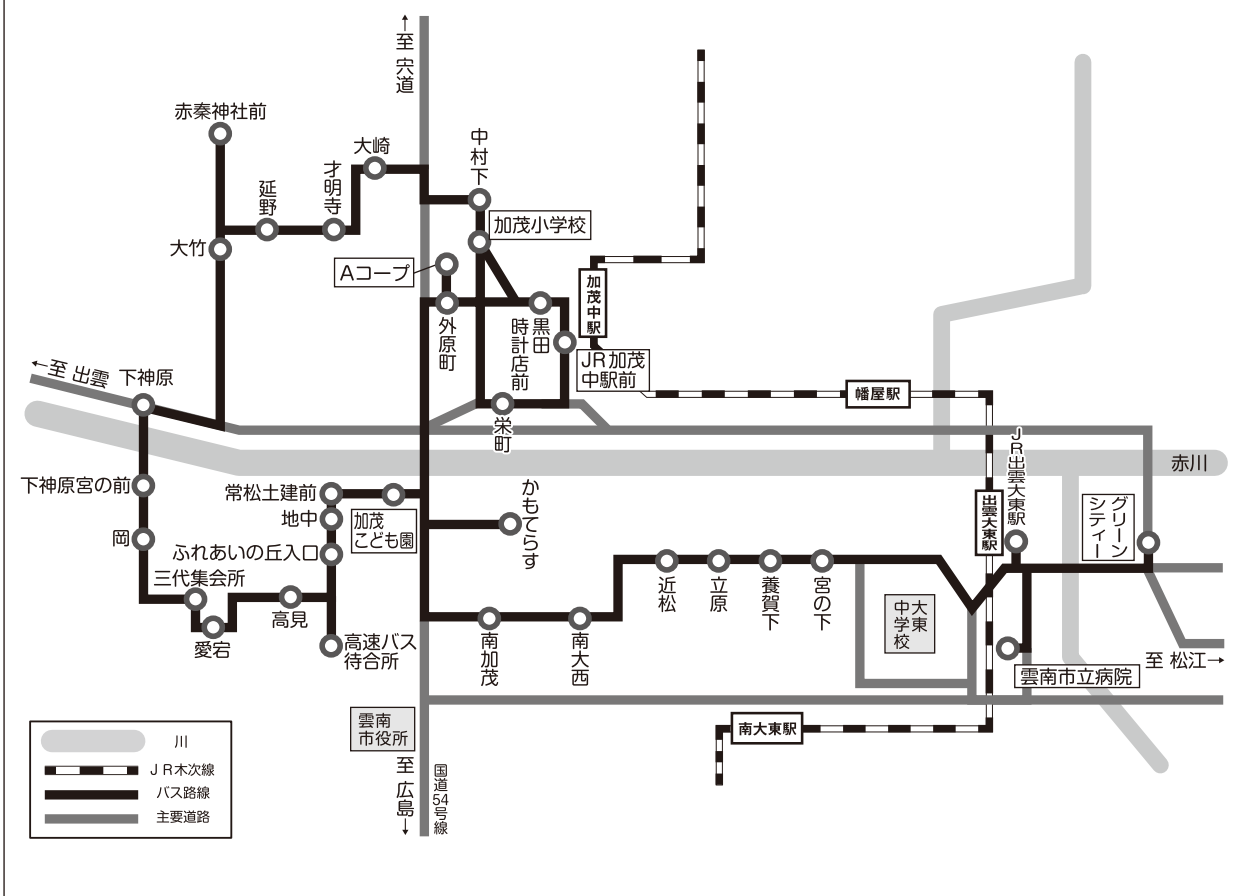 ↑至 宍道
赤秦神社前
大崎
中村下
才明寺
延野
加茂小学校
大竹
Aコープ
加茂中駅
外原町
黒田
時計店前
JR加茂
中駅前
←至 出雲
下神原
幡屋駅
栄町
JR出雲大東駅
赤川
下神原宮の前
常松土建前
地中
加茂
こども園
かもてらす
出雲大東駅
グリーン
シティー
岡
ふれあいの丘入口
三代集会所
高見
愛宕
高速バス
待合所
近松
立原
養賀下
宮の下
大東
中学校
南加茂
南大西
至 松江→
雲南市立病院
雲南
市役所
南大東駅
至 広島↓
国道54号線
川
JR木次線
バス路線
主要道路